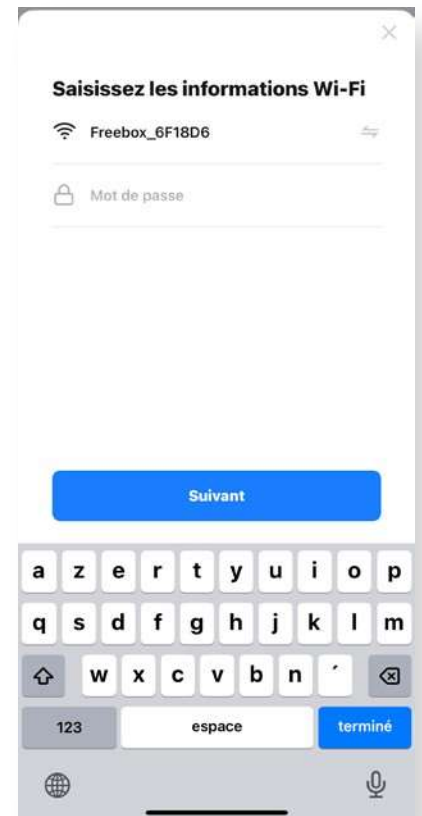 Saisissez les informations Wi-Fi
Freebox_6F18D6
Mot de passe
Suivant
a z e r t y u i o p
q s d f g h j k l m
w x c v b n ´
123 espace terminé